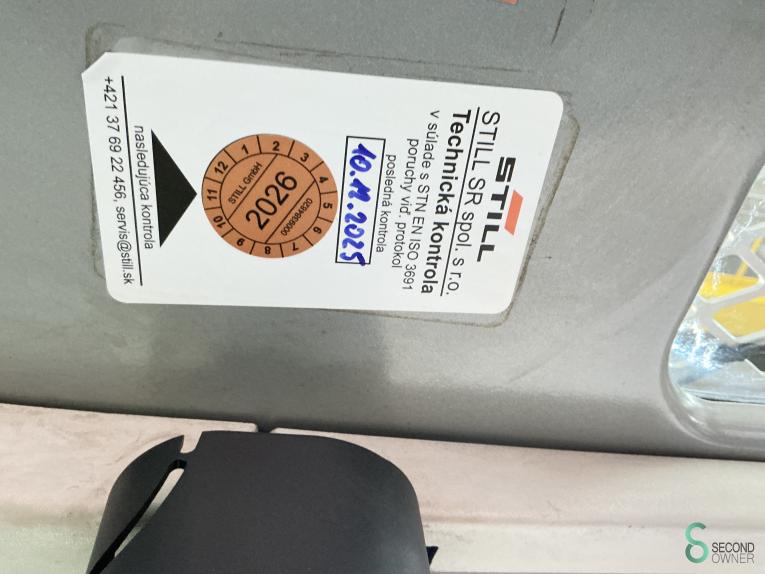 STILL
STILL SR spol. s r.o.
Technická kontrola
v súlade s STN EN ISO 3691
poruchy viď. protokol
posledná kontrola
10.12.2025
1 2 3 4 5 6 7 8 9 10 11 12
STILL GmbH
2026
0009384820
nasledujúca kontrola
+421 37 69 22 456, servis@still.sk
SECOND
OWNER